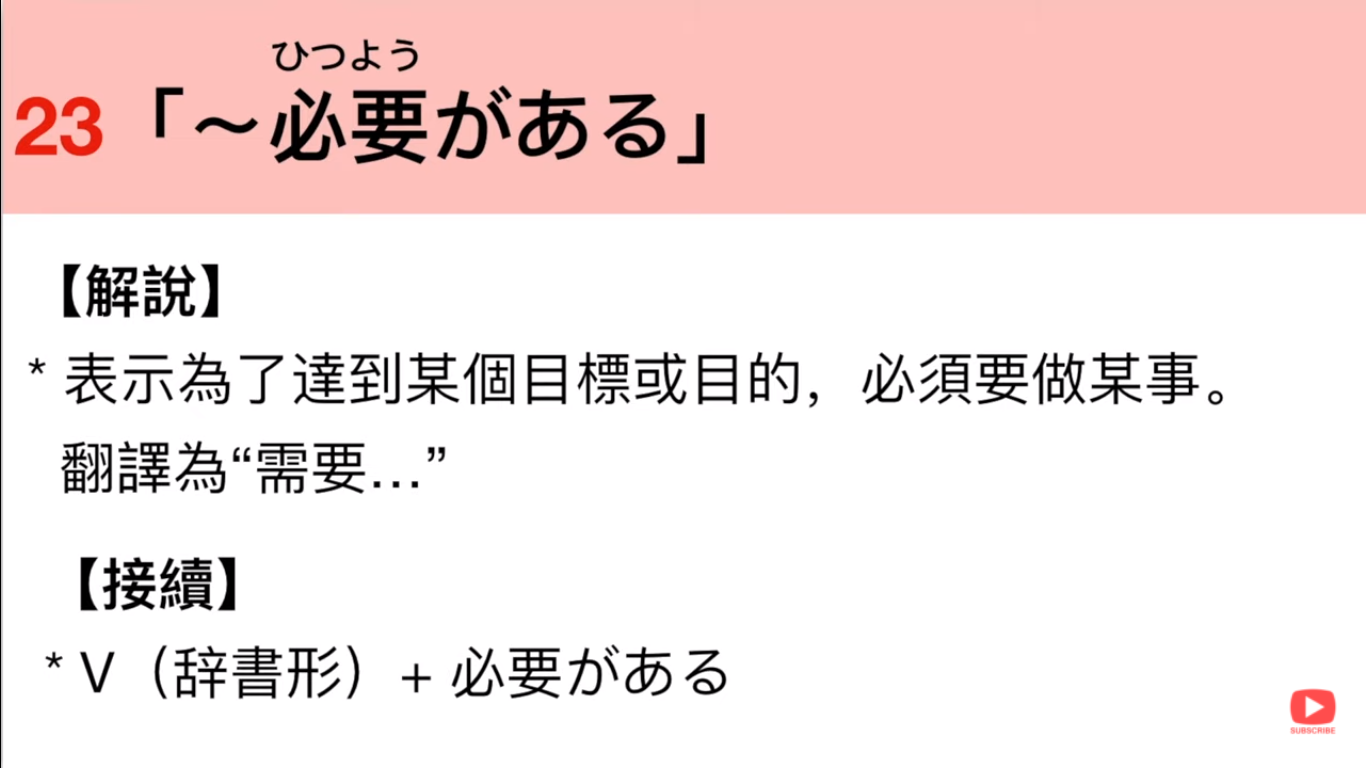 ひつよう
23「～必要がある」
【解說】
* 表示為了達到某個目標或目的，必須要做某事。
翻譯為“需要…”
【接續】
* V（辞書形）+ 必要がある
SUBSCRIBE